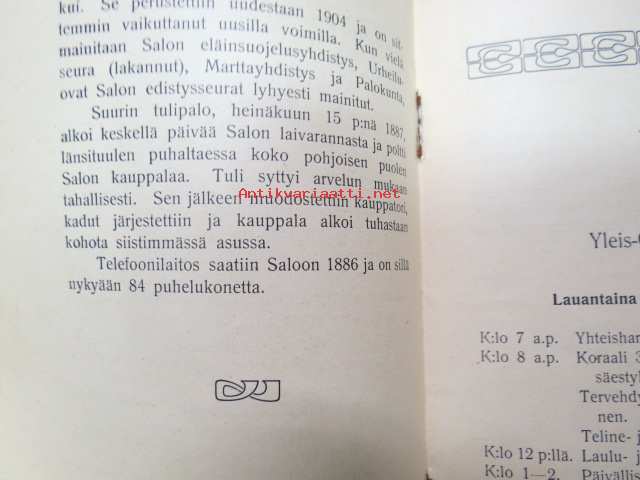 kui. Se perustettiin uudestaan 1904 ja on sit-
temmin vaikuttanut uusilla voimilla. Kun vielä
mainitaan Salon eläinsuojelusyhdistys, Urheilu-
seura (lakannut), Marttayhdistys ja Palokunta,
ovat Salon edistysseurat lyhyesti mainitut.
Suurin tulipalo, heinäkuun 15 p:nä 1887,
alkoi keskellä päivää Salon laivarannasta ja poltti
länsituulen puhaltaessa koko pohjoisen puolen
Salon kauppalaa. Tuli syttyi arvelun mukaan
tahallisesti. Sen jälkeen muodostettiin kauppatori,
kadut järjestettiin ja kauppala alkoi tuhastaan
kohota siistimmässä asussa.
Telefoonilaitos saatiin Saloon 1886 ja on sillä
nykyään 84 puhelukonetta.
Antikvariaatti.net
Yleis-
Lauantaina
K:lo 7 a.p. Yhteishar
K:lo 8 a.p. Koraali 3
säestyl
Tervehdy
nen.
Teline- j
K:lo 12 p:llä. Laulu- j
K:lo 1—2. Päivällis